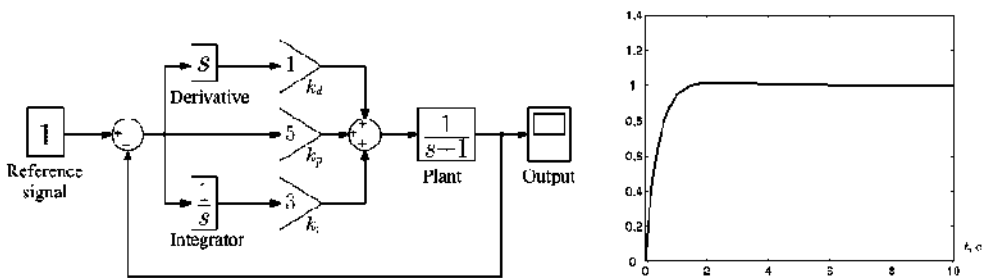 s
1
Derivative
k_d
1
+
−
5
k_p
+
+
+
1
s−1
Reference
signal
Plant
Output
1
s
3
k_i
Integrator
1,4
1.2
1
0.8
0.6
0.4
0.2
0
0
2
4
6
8
10
t, c